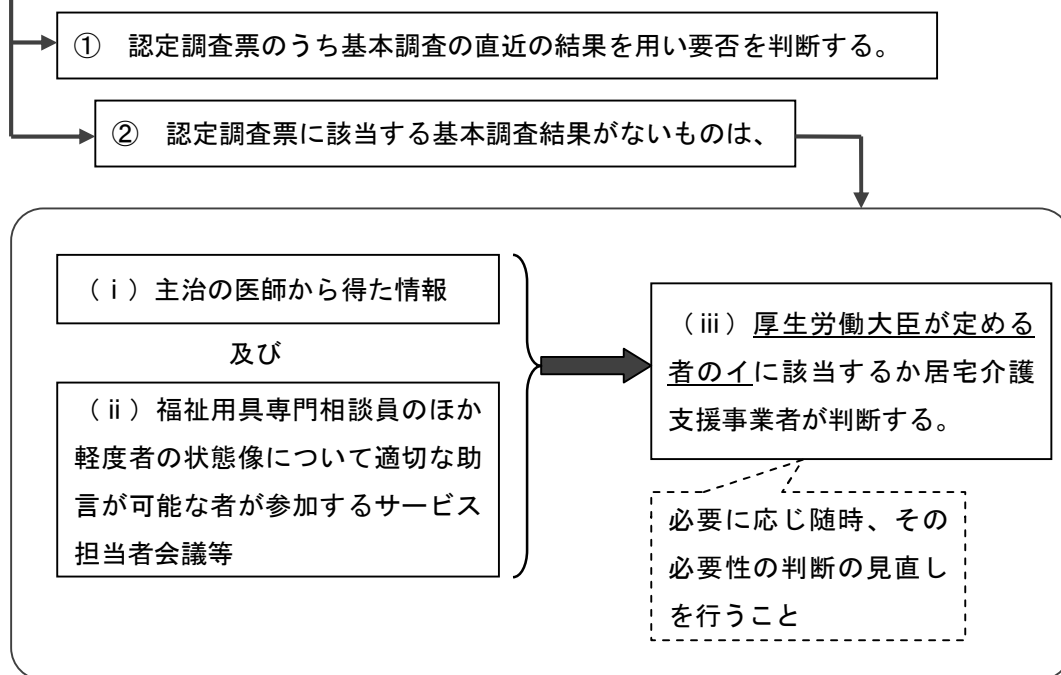 ① 認定調査票のうち基本調査の直近の結果を用い要否を判断する。
② 認定調査票に該当する基本調査結果がないものは、
(ⅰ)主治の医師から得た情報
及び
(ⅱ)福祉用具専門相談員のほか
軽度者の状態像について適切な助
言が可能な者が参加するサービス
担当者会議等
(ⅲ)厚生労働大臣が定める
者のイに該当するか居宅介護
支援事業者が判断する。
必要に応じ随時、その
必要性の判断の見直し
を行うこと